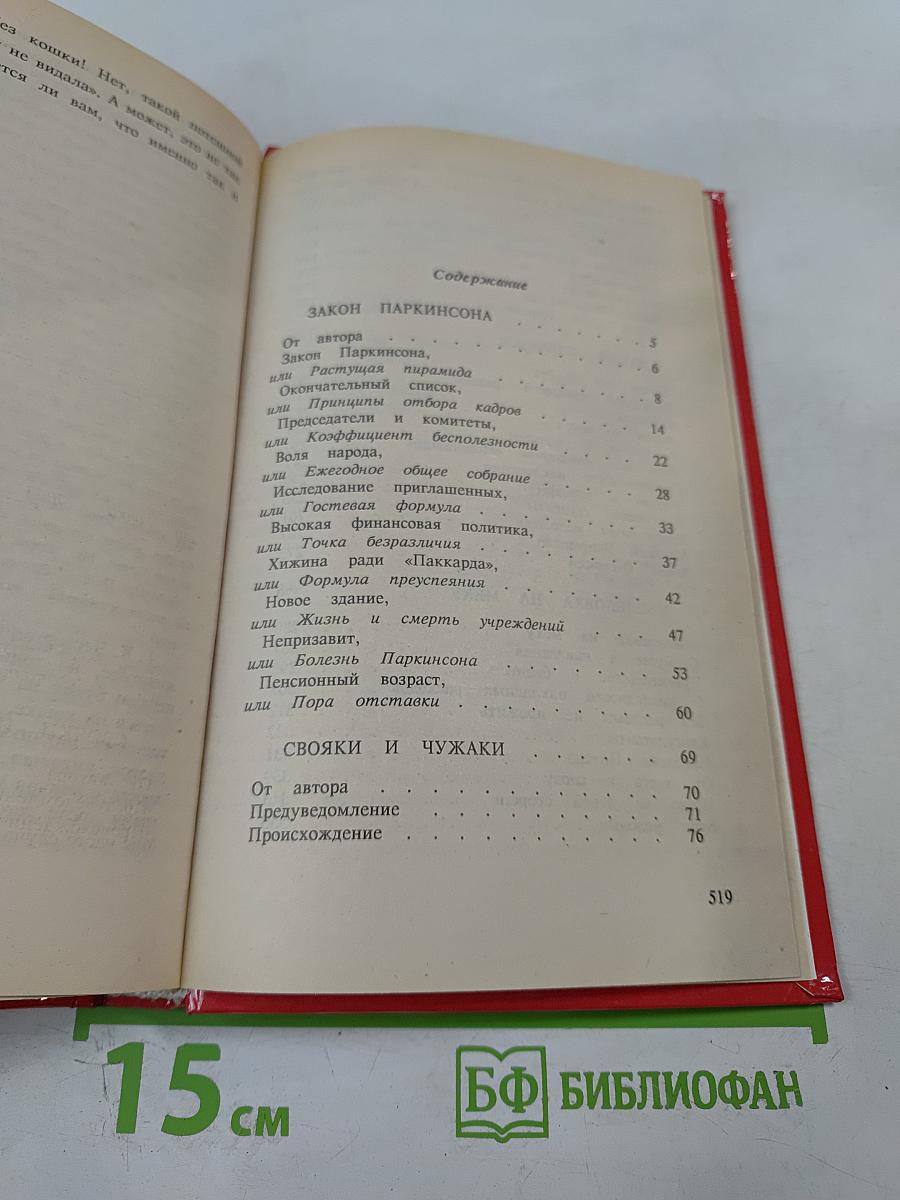 ез кошки! Нет, такой потешной
не видала». А может, это не так
ется ли вам, что именно так и
Содержание
ЗАКОН ПАРКИНСОНА . . . . . . . 5
От автора . . . . . . . . . . . . . 6
Закон Паркинсона,
или Растущая пирамида . . . . . . . 8
Окончательный список,
или Принципы отбора кадров . . . . . 14
Председатели и комитеты,
или Коэффициент бесполезности . . . . 22
Воля народа,
или Ежегодное общее собрание . . . . . 28
Исследование приглашенных,
или Гостевая формула . . . . . . . . 33
Высокая финансовая политика,
или Точка безразличия . . . . . . . . 37
Хижина ради «Паккарда»,
или Формула преуспеяния . . . . . . . 42
Новое здание,
или Жизнь и смерть учреждений . . . 47
Непризавит,
или Болезнь Паркинсона . . . . . . 53
Пенсионный возраст,
или Пора отставки . . . . . . . . . 60
СВОЯКИ И ЧУЖАКИ . . . . . . 69
От автора . . . . . . . . . . . 70
Предуведомление . . . . . . . . . 71
Происхождение . . . . . . . . . . 76
519
15 см
БФ БИБЛИОФАН